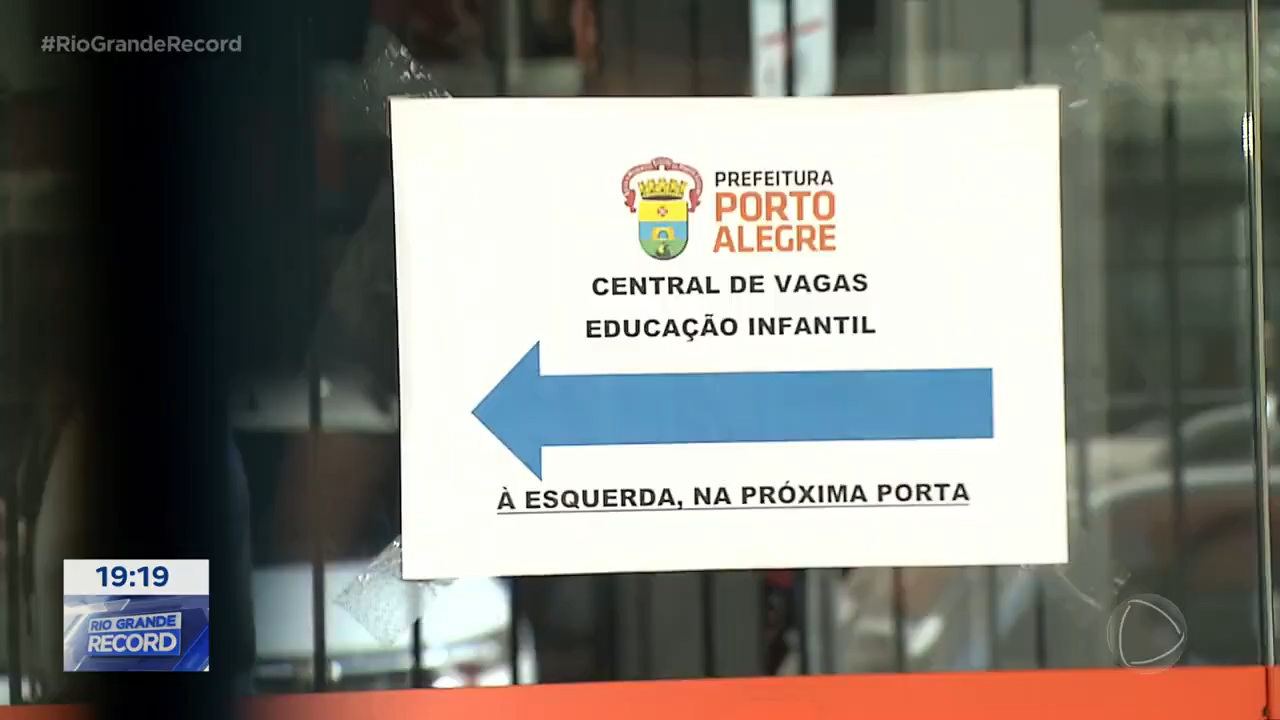 #RioGrandeRecord
PREFEITURA
PORTO
ALEGRE
CENTRAL DE VAGAS
EDUCAÇÃO INFANTIL
À ESQUERDA, NA PRÓXIMA PORTA
19:19
RIO GRANDE
RECORD